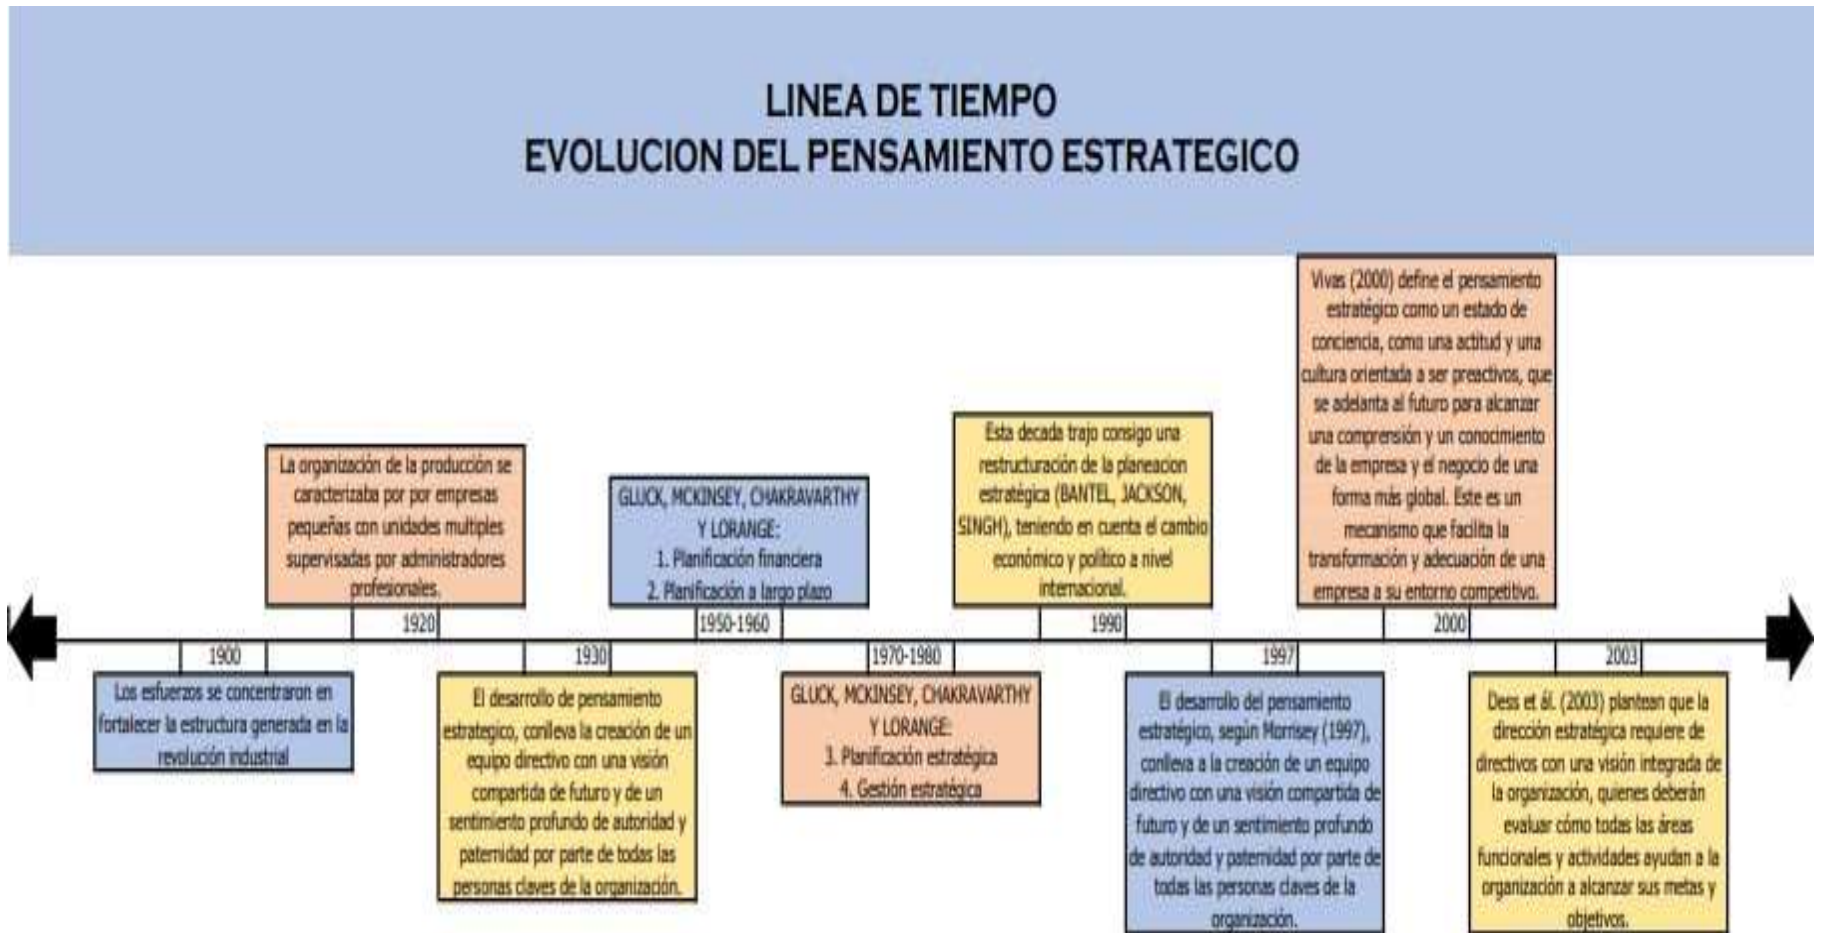 LINEA DE TIEMPO
EVOLUCION DEL PENSAMIENTO ESTRATEGICO
1900
Los esfuerzos se concentraron en
fortalecer la estructura generada en la
revolución industrial
La organización de la producción se
caracterizaba por por empresas
pequeñas con unidades multiples
supervisadas por administradores
profesionales.
1920
1930
El desarrollo de pensamiento
estrategico, conlleva la creación de un
equipo directivo con una visión
compartida de futuro y de un
sentimiento profundo de autoridad y
paternidad por parte de todas las
personas claves de la organización.
GLUCK, MCKINSEY, CHAKRAVARTHY
Y LORANGE:
1. Planificación financiera
2. Planificación a largo plazo
1950-1960
1970-1980
GLUCK, MCKINSEY, CHAKRAVARTHY
Y LORANGE:
3. Planificación estratégica
4. Gestión estratégica
Esta decada trajo consigo una
restructuración de la planeacion
estratégica (BANTEL, JACKSON,
SINGH), teniendo en cuenta el cambio
económico y político a nivel
internacional.
1990
1997
El desarrollo del pensamiento
estratégico, según Morrisey (1997),
conlleva a la creación de un equipo
directivo con una visión compartida de
futuro y de un sentimiento profundo
de autoridad y paternidad por parte de
todas las personas claves de la
organización.
Vivas (2000) define el pensamiento
estratégico como un estado de
conciencia, como una actitud y una
cultura orientada a ser preactivos, que
se adelanta al futuro para alcanzar
una comprensión y un conocimiento
de la empresa y el negocio de una
forma más global. Este es un
mecanismo que facilita la
transformación y adecuación de una
empresa a su entorno competitivo.
2000
2003
Dess et ál. (2003) plantean que la
dirección estratégica requiere de
directivos con una visión integrada de
la organización, quienes deberán
evaluar cómo todas las áreas
funcionales y actividades ayudan a la
organización a alcanzar sus metas y
objetivos.